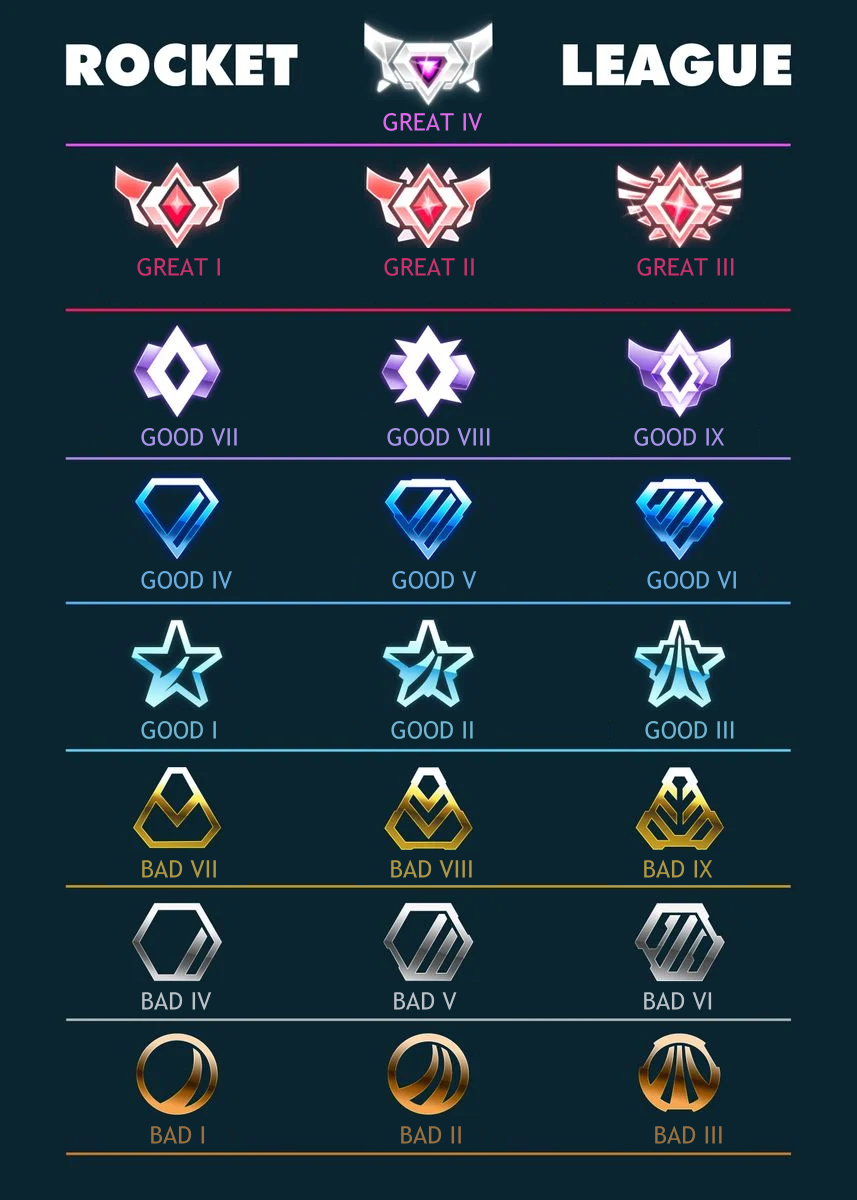 ROCKET LEAGUE
GREAT IV
GREAT I GREAT II GREAT III
GOOD VII GOOD VIII GOOD IX
GOOD IV GOOD V GOOD VI
GOOD I GOOD II GOOD III
BAD VII BAD VIII BAD IX
BAD IV BAD V BAD VI
BAD I BAD II BAD III